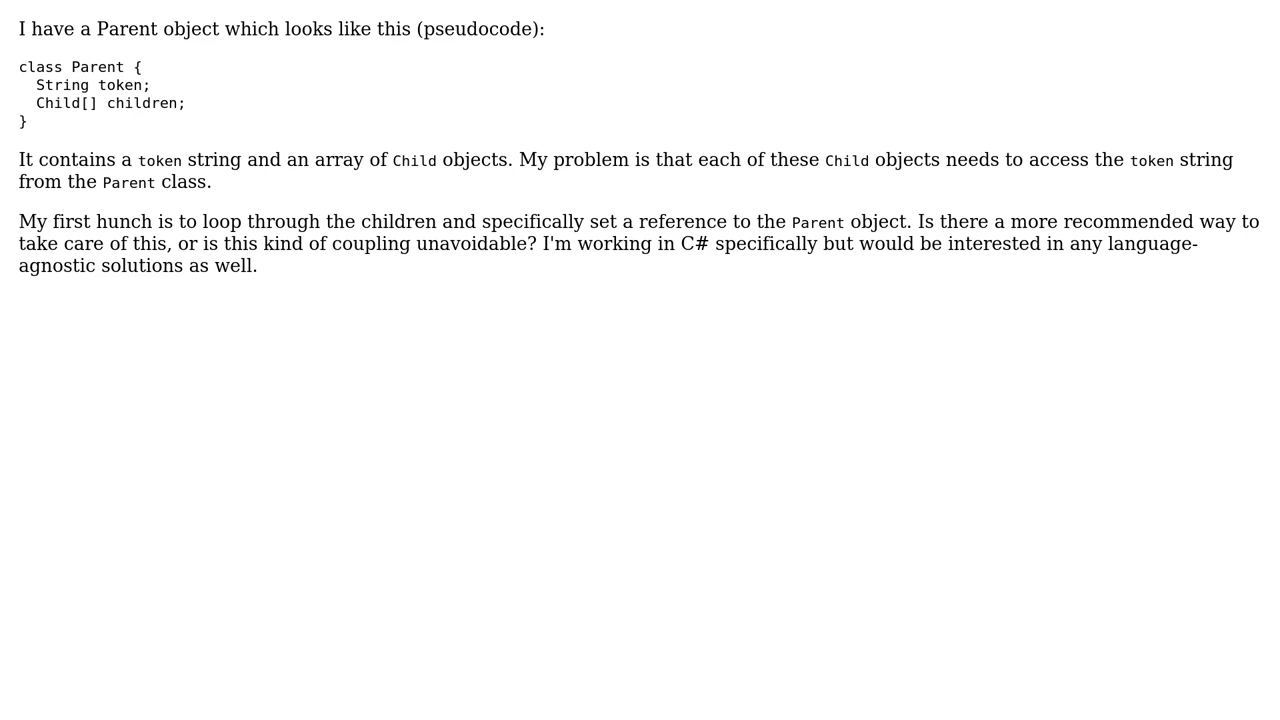 I have a Parent object which looks like this (pseudocode):
class Parent {
  String token;
  Child[] children;
}
It contains a token string and an array of Child objects. My problem is that each of these Child objects needs to access the token string
from the Parent class.
My first hunch is to loop through the children and specifically set a reference to the Parent object. Is there a more recommended way to
take care of this, or is this kind of coupling unavoidable? I'm working in C# specifically but would be interested in any language-
agnostic solutions as well.